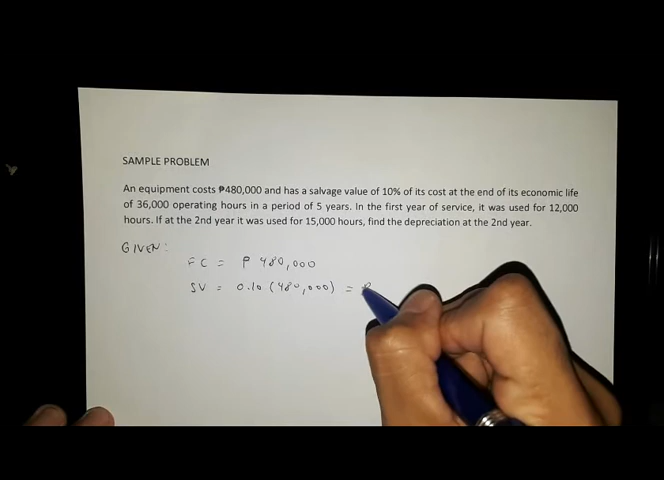 SAMPLE PROBLEM
An equipment costs ₱480,000 and has a salvage value of 10% of its cost at the end of its economic life
of 36,000 operating hours in a period of 5 years. In the first year of service, it was used for 12,000
hours. If at the 2nd year it was used for 15,000 hours, find the depreciation at the 2nd year.
GIVEN:
FC = P 480,000
SV = 0.10 (480,000) = P